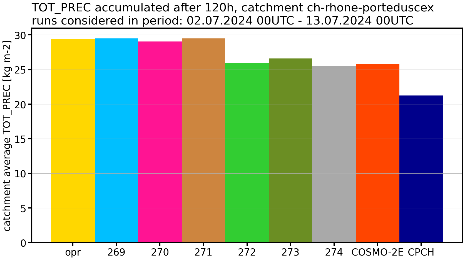 TOT_PREC accumulated after 120h, catchment ch-rhone-porteduscex
runs considered in period: 02.07.2024 00UTC - 13.07.2024 00UTC
catchment average TOT_PREC [kg m-2]
30
25
20
15
10
5
0
opr 269 270 271 272 273 274 COSMO-2E CPCH